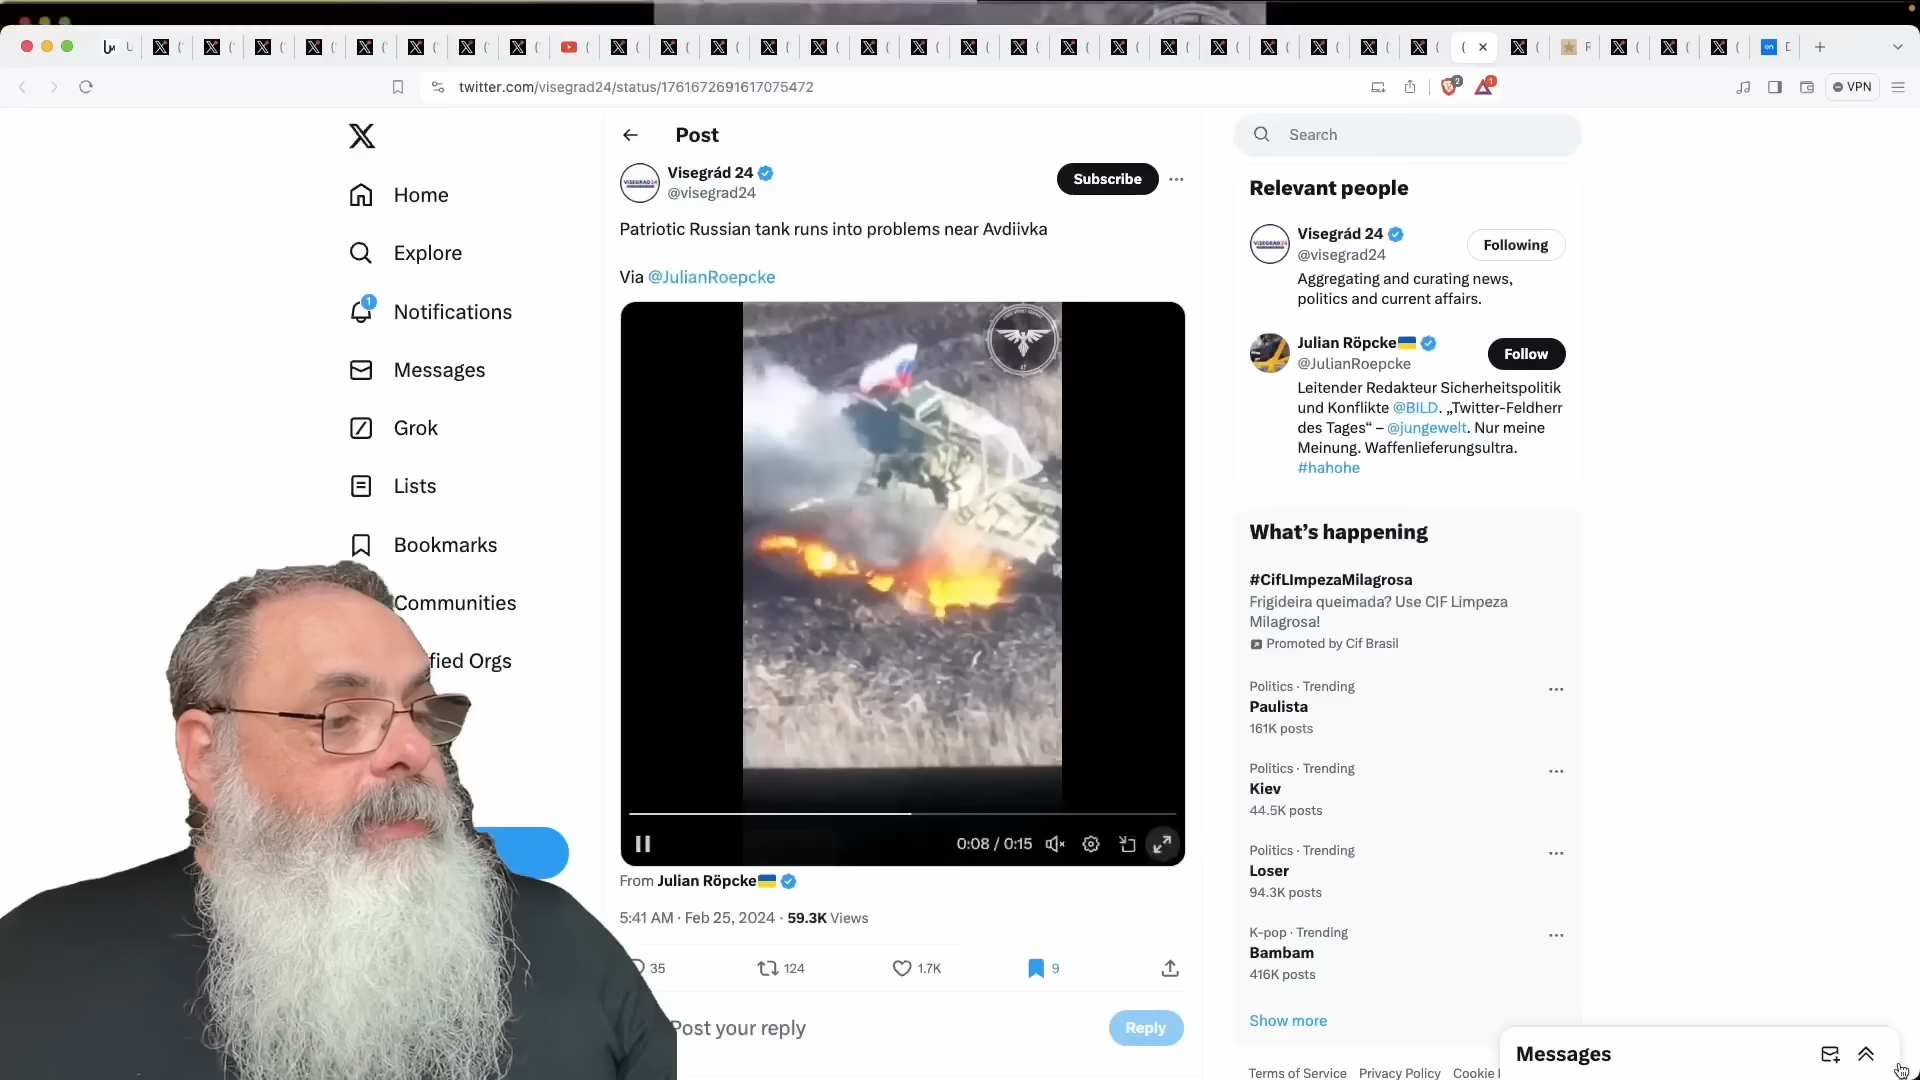 twitter.com/visegrad24/status/1761672691617075472
2
1
VPN
Post
Search
Home
Explore
1
Notifications
Messages
Grok
Lists
Bookmarks
Communities
fied Orgs
Visegrád 24
@visegrad24
Subscribe
Patriotic Russian tank runs into problems near Avdiivka
Via @JulianRoepcke
0:08 / 0:15
From Julian Röpcke
5:41 AM · Feb 25, 2024 · 59.3K Views
35
124
1.7K
9
Post your reply
Reply
Relevant people
Visegrád 24
@visegrad24
Following
Aggregating and curating news,
politics and current affairs.
Julian Röpcke
@JulianRoepcke
Follow
Leitender Redakteur Sicherheitspolitik
und Konflikte @BILD. „Twitter-Feldherr
des Tages“ – @jungewelt. Nur meine
Meinung. Waffenlieferungsultra.
#hahohe
What’s happening
#CifLImpezaMilagrosa
Frigideira queimada? Use CIF Limpeza
Milagrosa!
Promoted by Cif Brasil
Politics · Trending
Paulista
161K posts
Politics · Trending
Kiev
44.5K posts
Politics · Trending
Loser
94.3K posts
K-pop · Trending
Bambam
416K posts
Show more
Messages
Terms of Service Privacy Policy Cookie